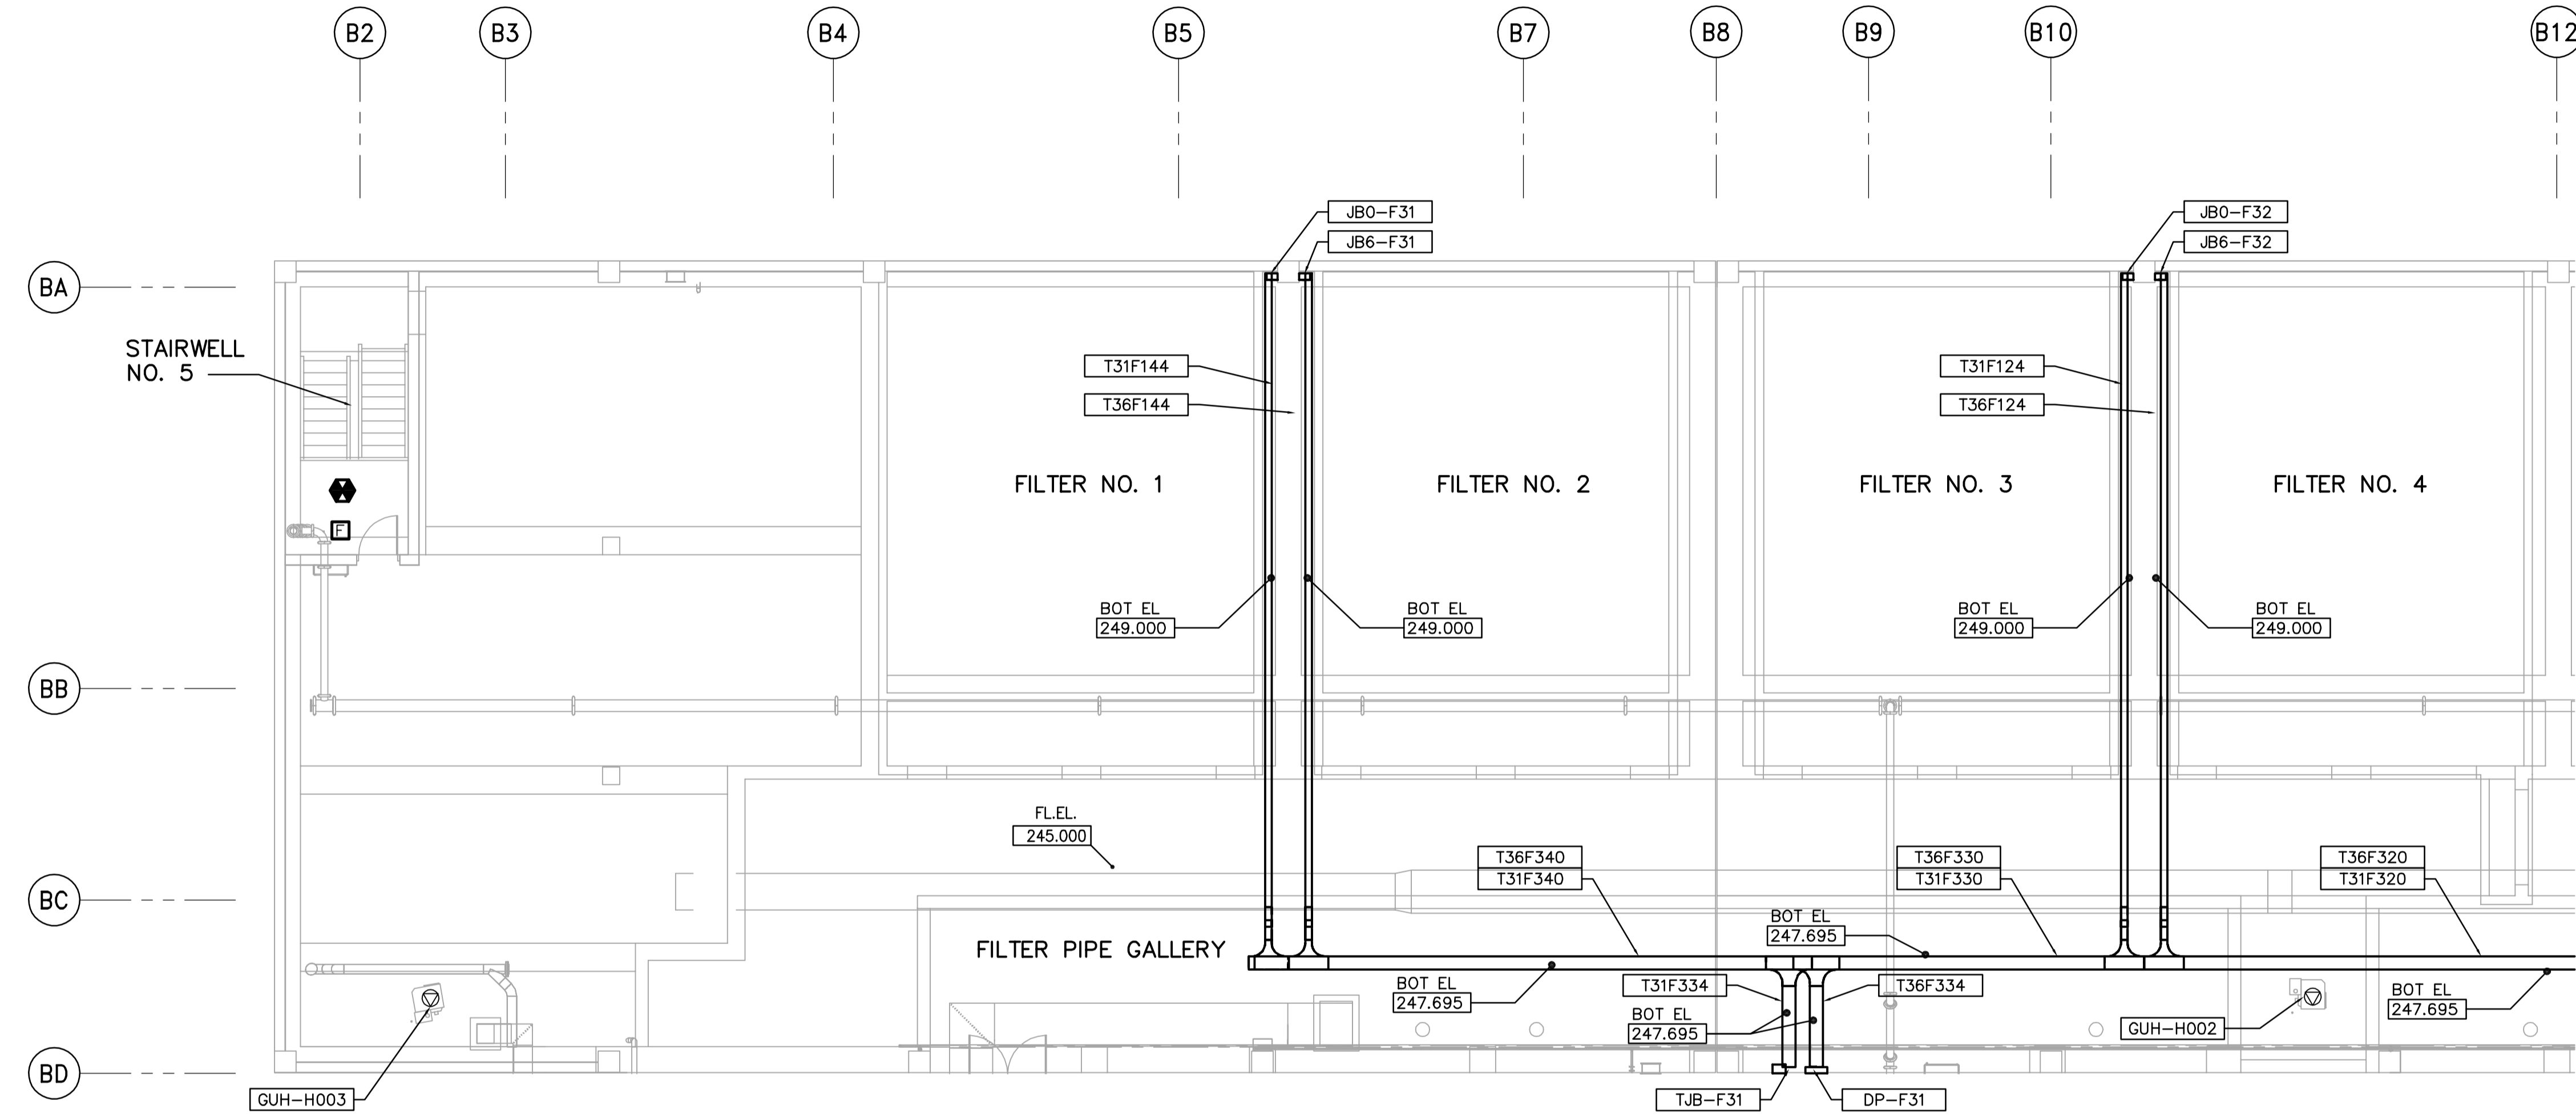 B2
B3
B4
B5
B7
B8
B9
B10
B12
JB0-F31
JB0-F32
JB6-F31
JB6-F32
BA
STAIRWELL
NO. 5
T31F144
T31F124
T36F144
T36F124
FILTER NO. 1
FILTER NO. 2
FILTER NO. 3
FILTER NO. 4
F
BOT EL
249.000
BOT EL
249.000
BOT EL
249.000
BOT EL
249.000
BB
FL.EL.
245.000
T36F340
T31F340
T36F330
T31F330
T36F320
T31F320
BC
BOT EL
247.695
FILTER PIPE GALLERY
BOT EL
247.695
T31F334
T36F334
BOT EL
247.695
BOT EL
247.695
GUH-H002
BD
GUH-H003
TJB-F31
DP-F31